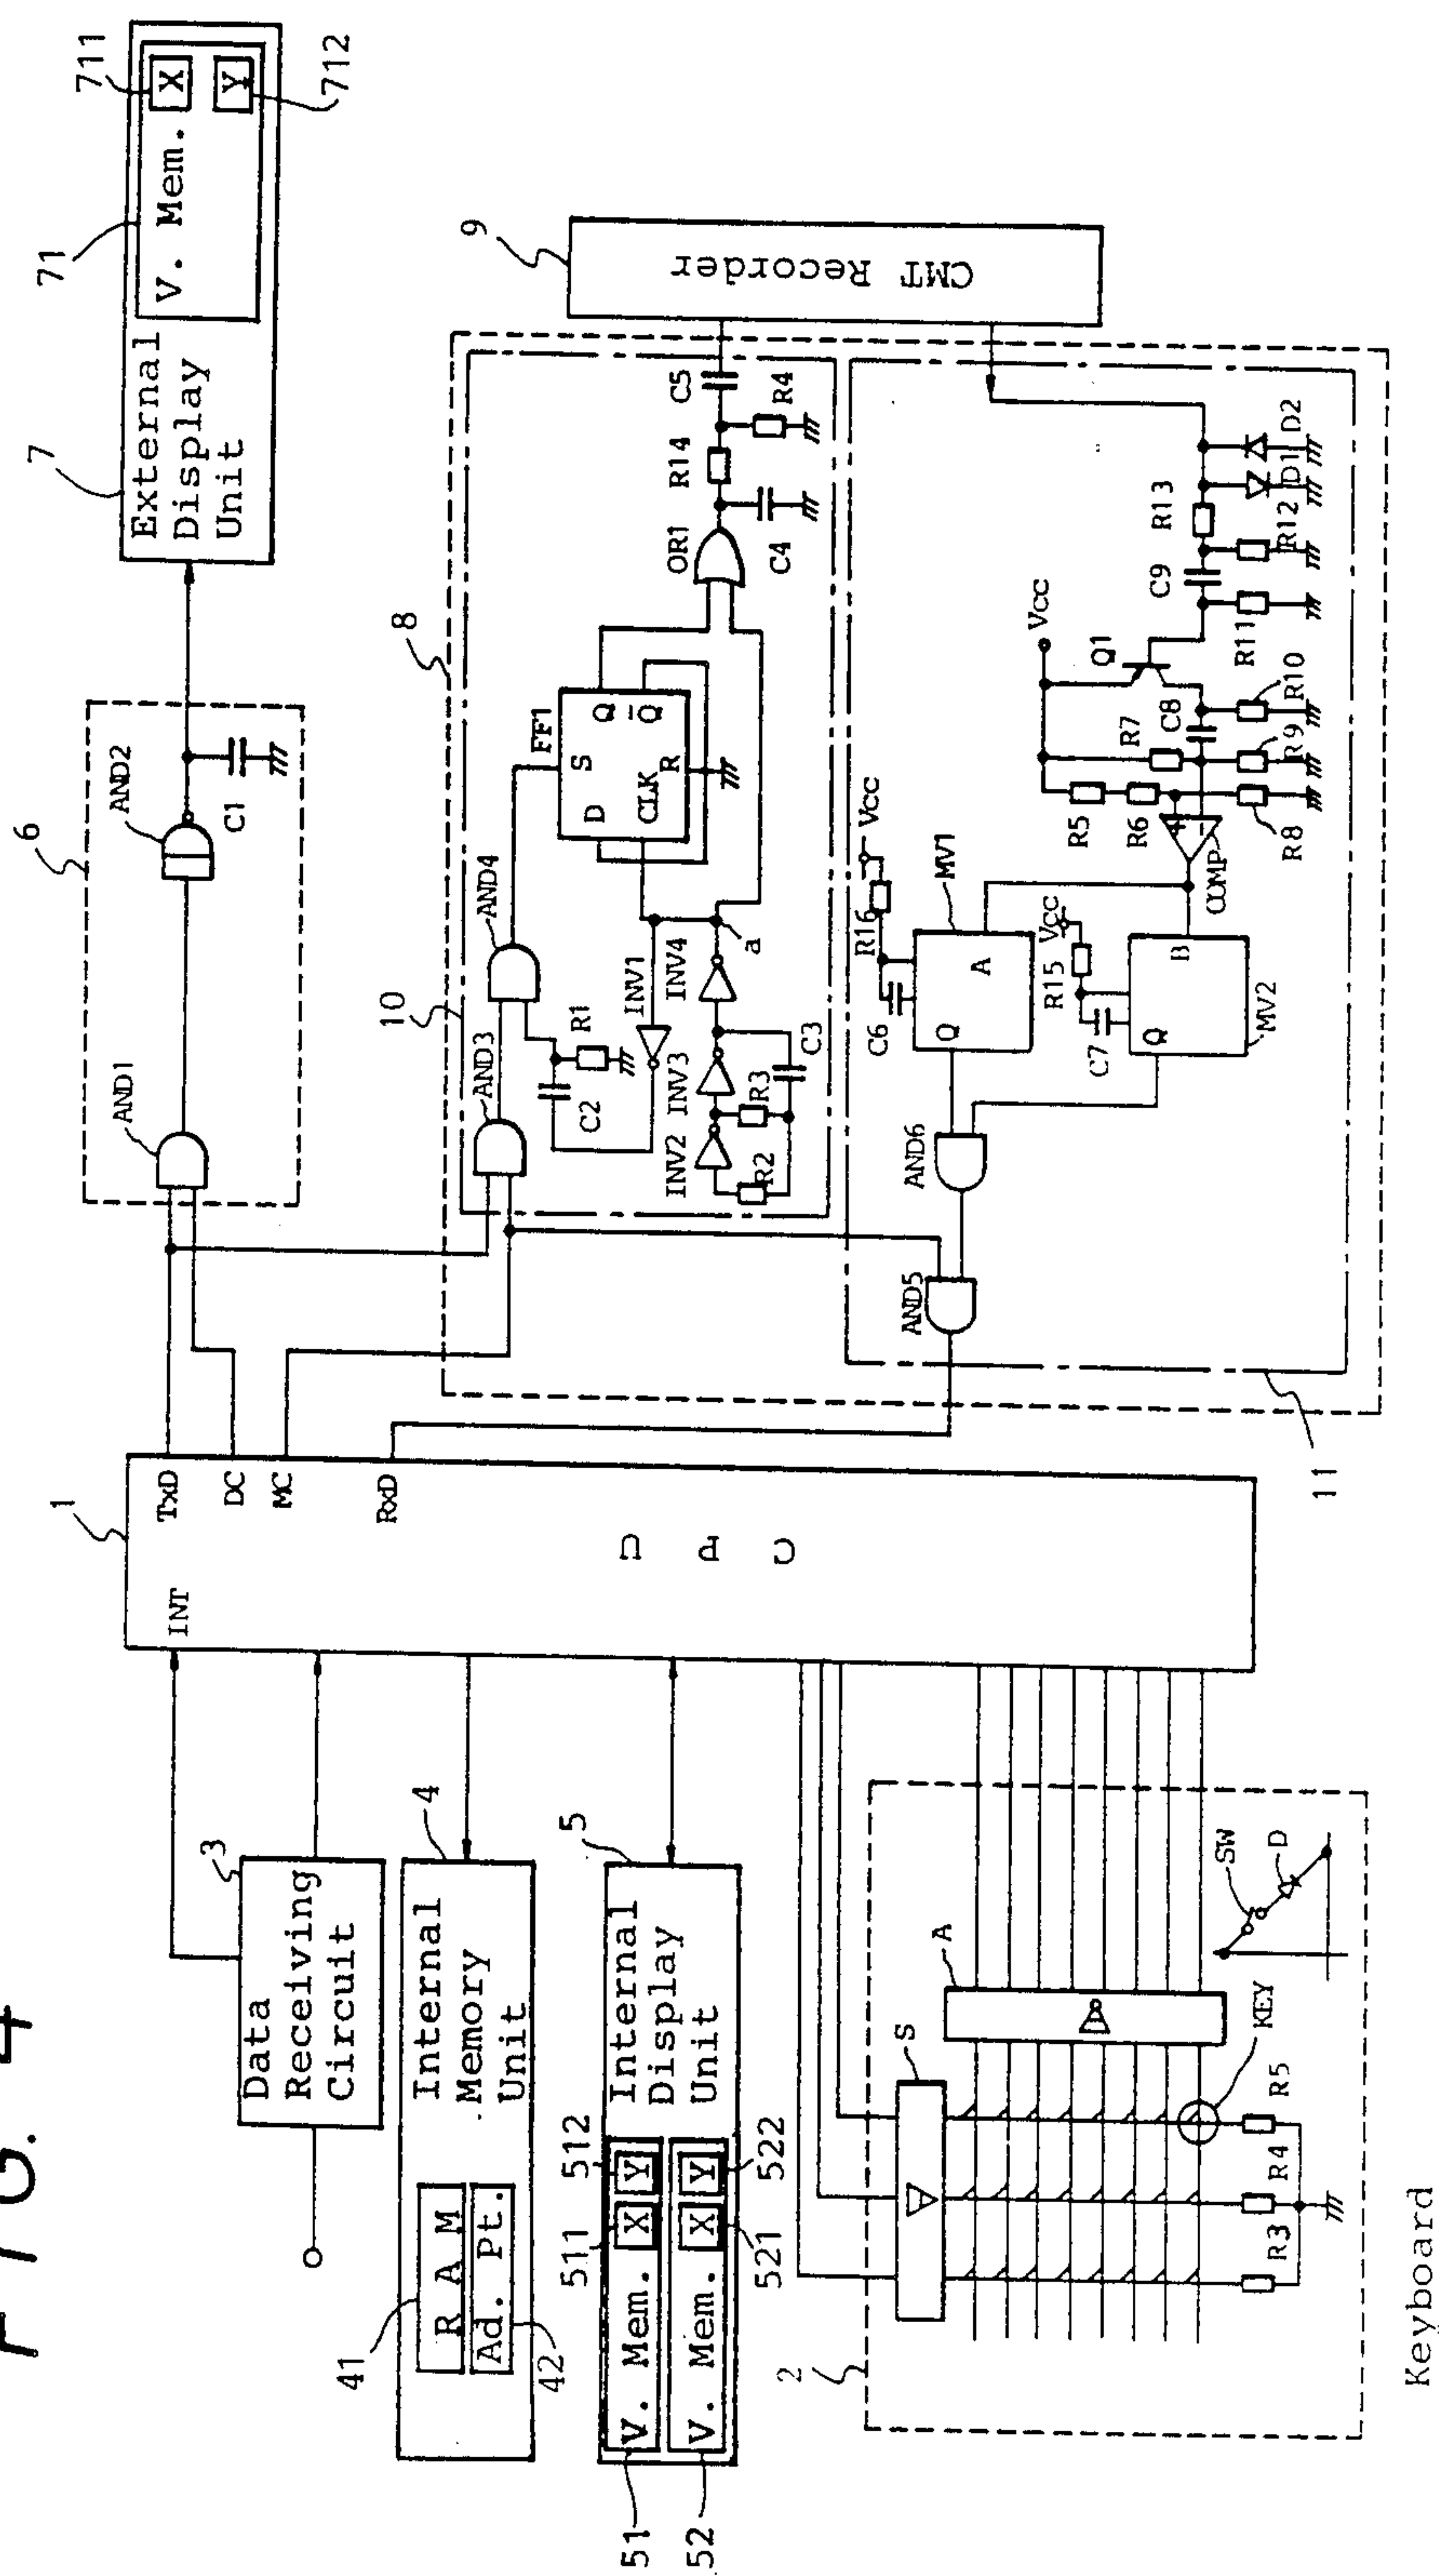 FIG. 4
1
INT
TxD
DC
MC
RxD
C P U
3
Data
Receiving
Circuit
4
Internal
Memory
Unit
41
R A M
Ad. Pt.
42
5
Internal
Display
Unit
51
V. Mem.
511
X
512
Y
52
V. Mem.
521
X
522
Y
2
S
A
SW
D
KEY
R3
R4
R5
Keyboard
6
AND1
AND2
C1
7
External
Display
Unit
71
V. Mem.
711
X
712
Y
8
10
AND3
AND4
C2
R1
INV1
INV2
INV3
INV4
R2
R3
C3
a
FF1
S
D
Q
Q̅
CLK
R
OR1
C4
R14
C5
R4
9
CMT Recorder
11
AND5
AND6
C6
R16
Vcc
MV1
A
Q
C7
R15
Vcc
MV2
B
Q
COMP
+
-
R5
R6
R7
R8
R9
R10
C8
Q1
Vcc
R11
C9
R12
R13
D1
D2